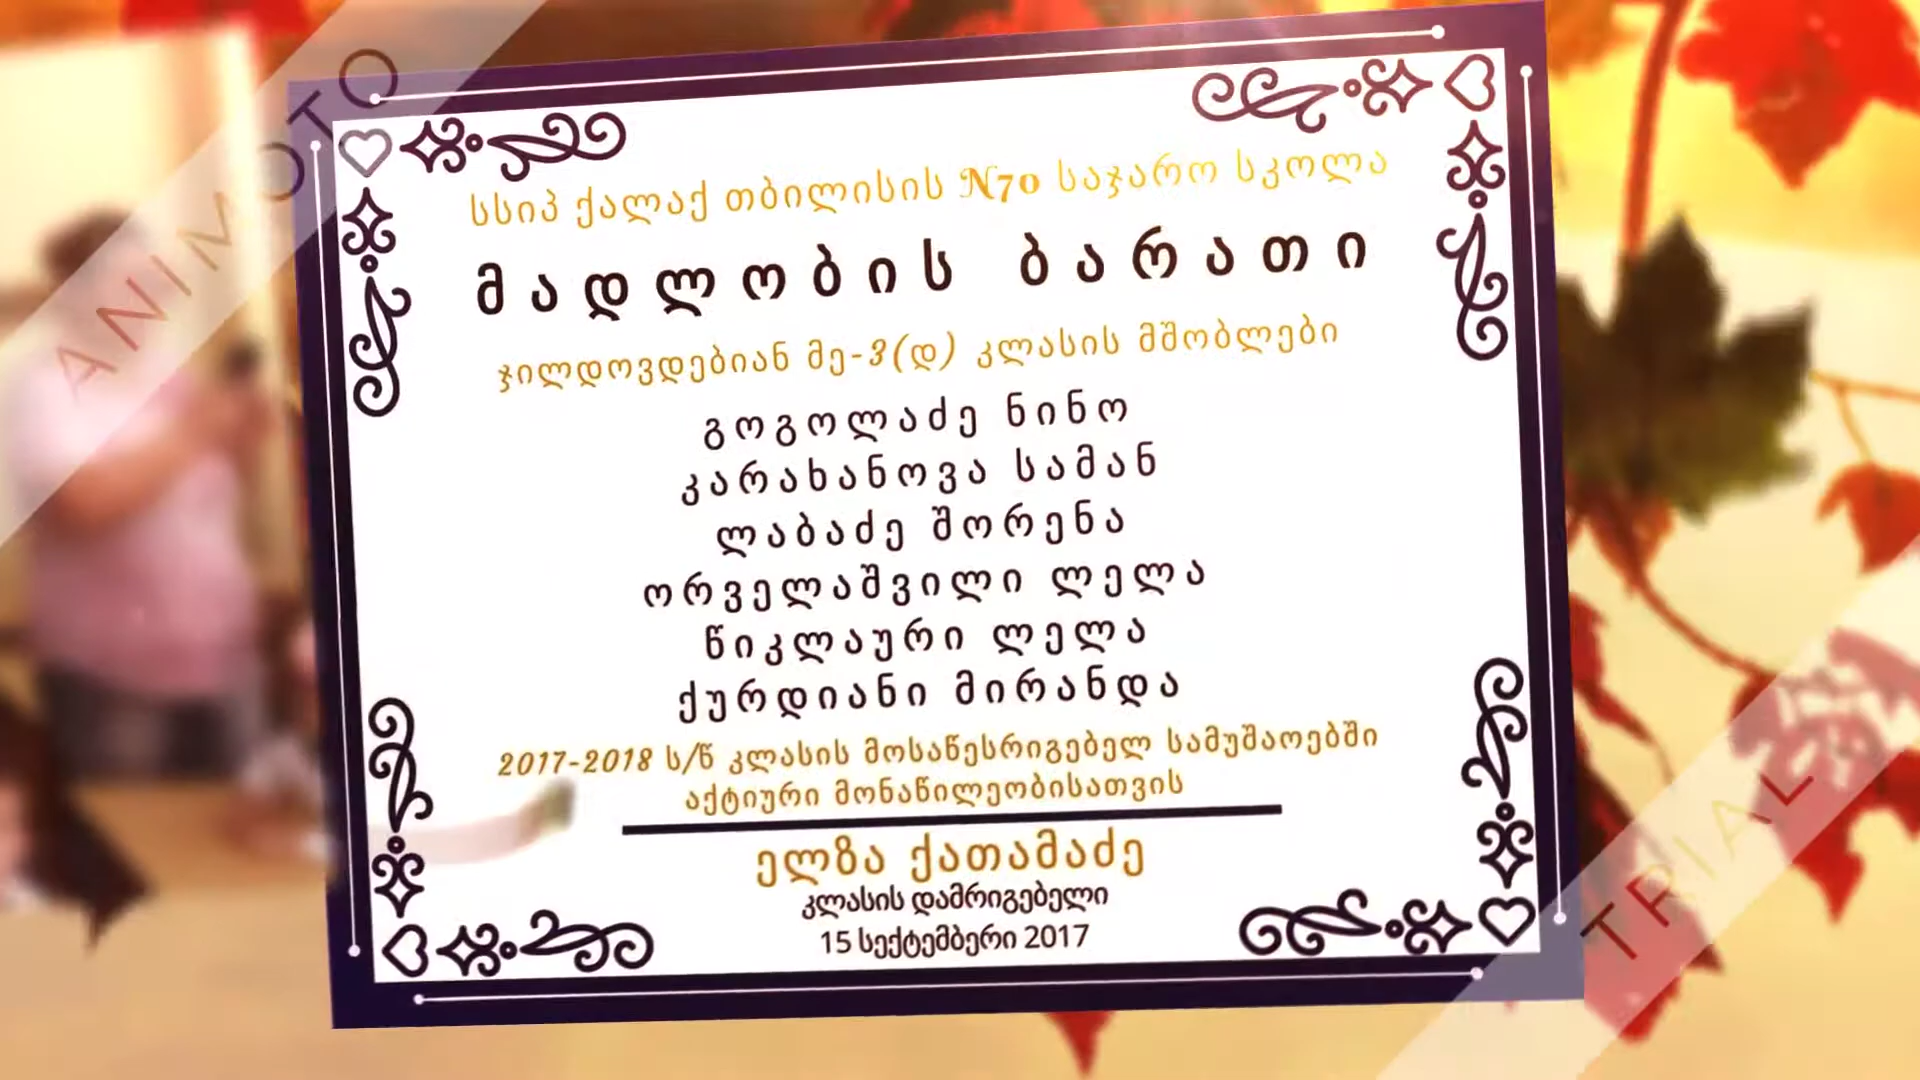 ANIMOTO
სსიპ ქალაქ თბილისის N70 საჯარო სკოლა
მადლობის ბარათი
ჯილდოვდებიან მე-3(დ) კლასის მშობლები
გოგოლაძე ნინო
კარახანოვა სამან
ლაბაძე შორენა
ორველაშვილი ლელა
წიკლაური ლელა
ქურდიანი მირანდა
2017-2018 ს/წ კლასის მოსაწესრიგებელ სამუშაოებში
აქტიური მონაწილეობისათვის
ელზა ქათამაძე
კლასის დამრიგებელი
15 სექტემბერი 2017
TRIAL